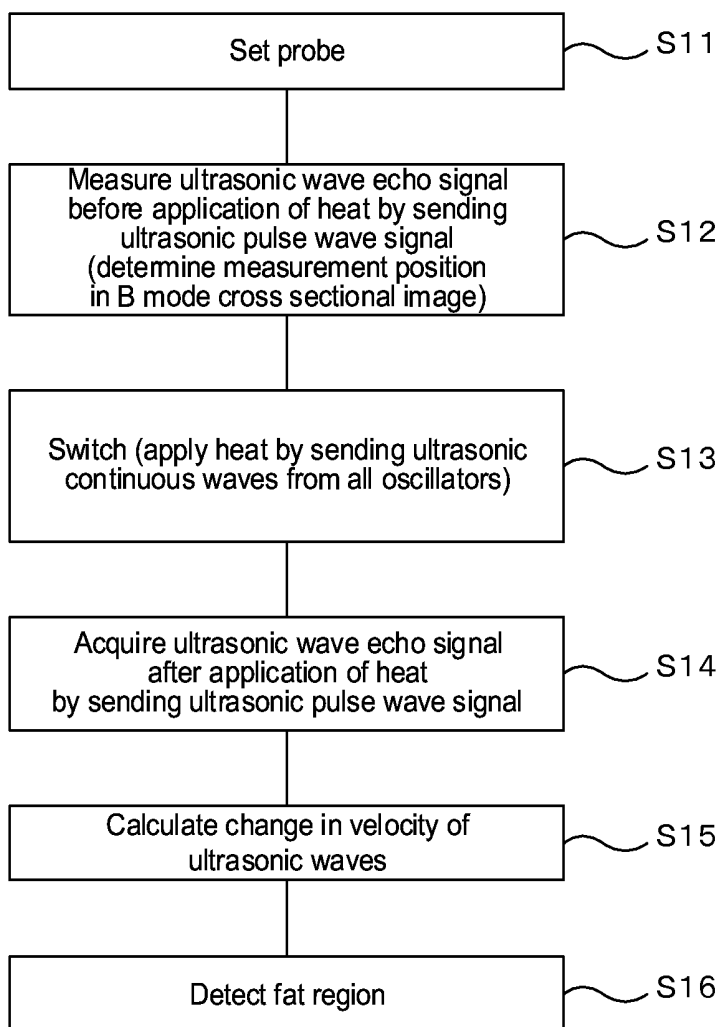 Set probe
S11
Measure ultrasonic wave echo signal
before application of heat by sending
ultrasonic pulse wave signal
(determine measurement position
in B mode cross sectional image)
S12
Switch (apply heat by sending ultrasonic
continuous waves from all oscillators)
S13
Acquire ultrasonic wave echo signal
after application of heat
by sending ultrasonic pulse wave signal
S14
Calculate change in velocity of
ultrasonic waves
S15
Detect fat region
S16